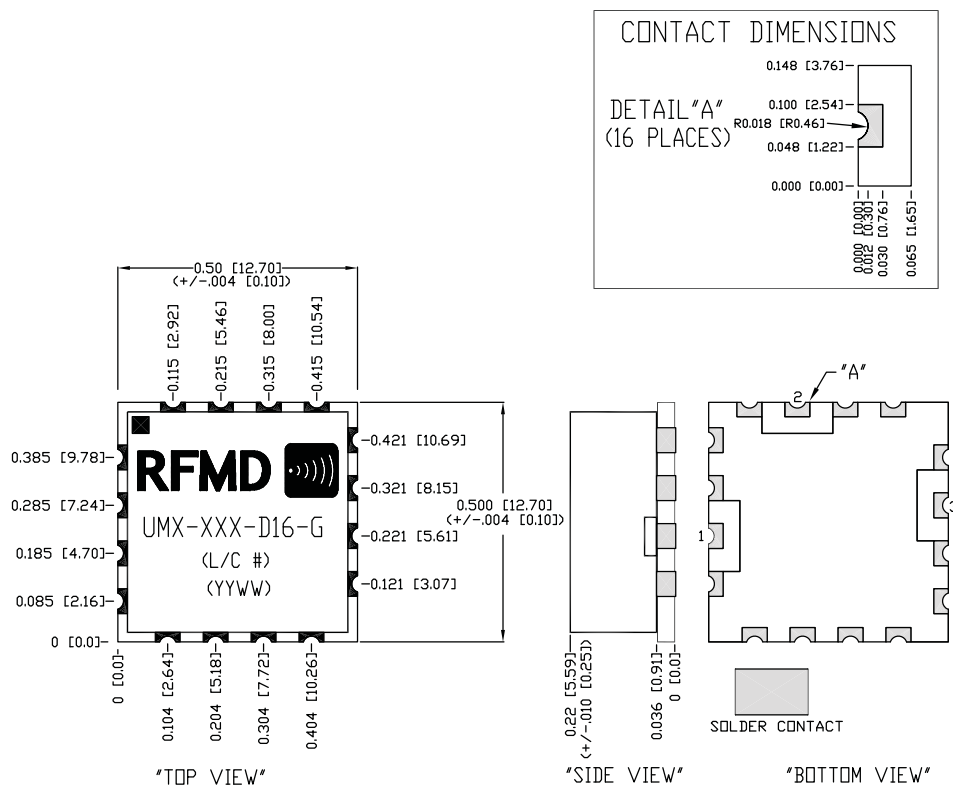 CONTACT DIMENSIONS
0.148 [3.76]
DETAIL"A"
(16 PLACES)
0.100 [2.54]
R0.018 [R0.46]
0.048 [1.22]
0.000 [0.00]
0.000 [0.00]
0.012 [0.30]
0.030 [0.76]
0.065 [1.65]
0.50 [12.70]
(+/-.004 [0.10])
0.115 [2.92]
0.215 [5.46]
0.315 [8.00]
0.415 [10.54]
0.385 [9.78]
0.285 [7.24]
0.185 [4.70]
0.085 [2.16]
0 [0.0]
RFMD
UMX-XXX-D16-G
(L/C #)
(YYWW)
0.421 [10.69]
0.321 [8.15]
0.221 [5.61]
0.121 [3.07]
0.500 [12.70]
(+/-.004 [0.10])
0 [0.0]
0.104 [2.64]
0.204 [5.18]
0.304 [7.72]
0.404 [10.26]
"TOP VIEW"
0.22 [5.59]
(+/-.010 [0.25])
0.036 [0.91]
0 [0.0]
"SIDE VIEW"
"A"
2
1
3
SOLDER CONTACT
"BOTTOM VIEW"